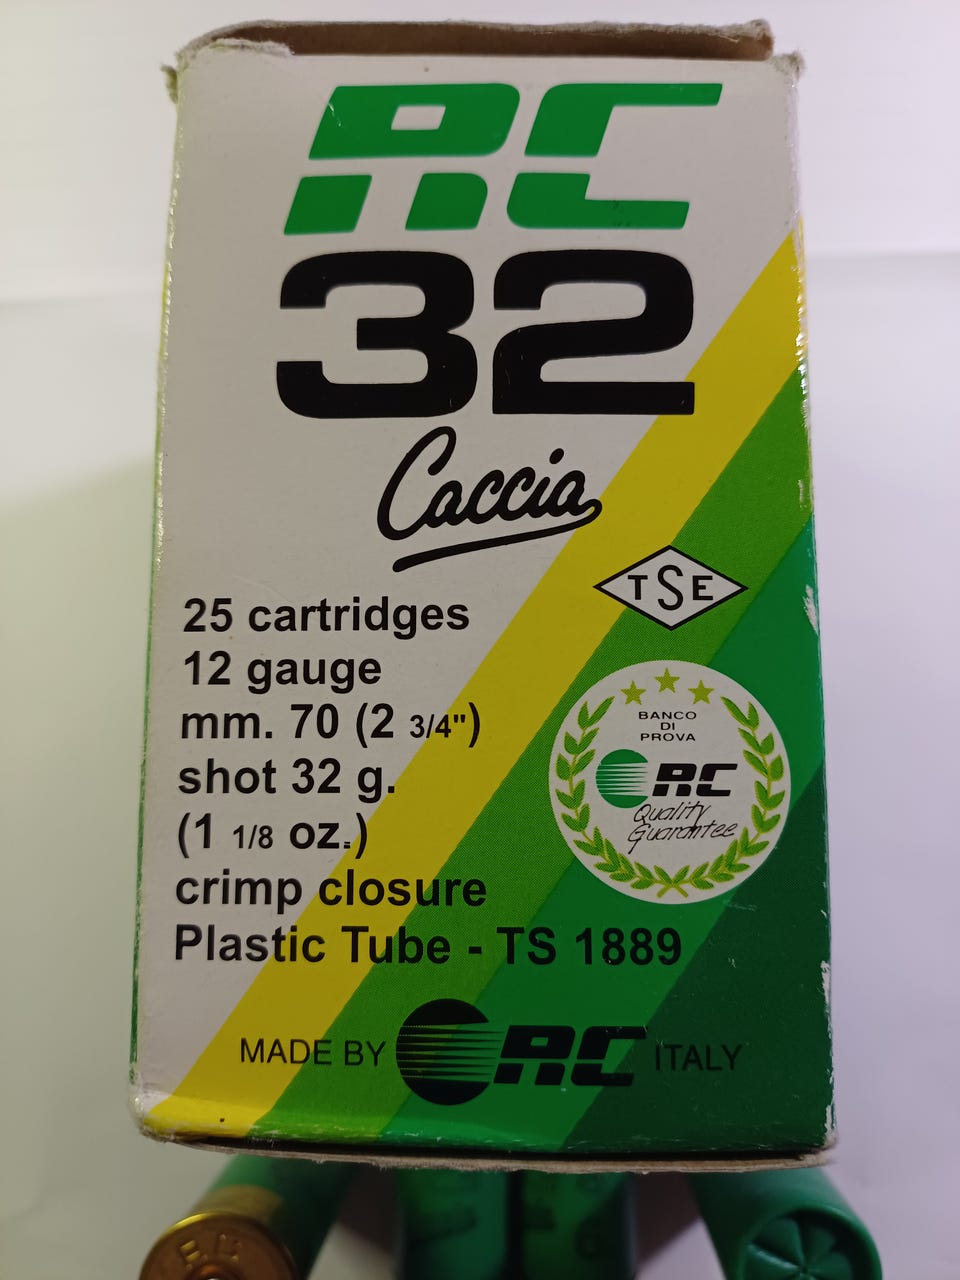 RC
32
Caccia
TSE
25 cartridges
12 gauge
mm. 70 (2 3/4")
shot 32 g.
(1 1/8 oz.)
crimp closure
Plastic Tube - TS 1889
BANCO
DI
PROVA
RC
Quality
Guarantee
MADE BY RC ITALY